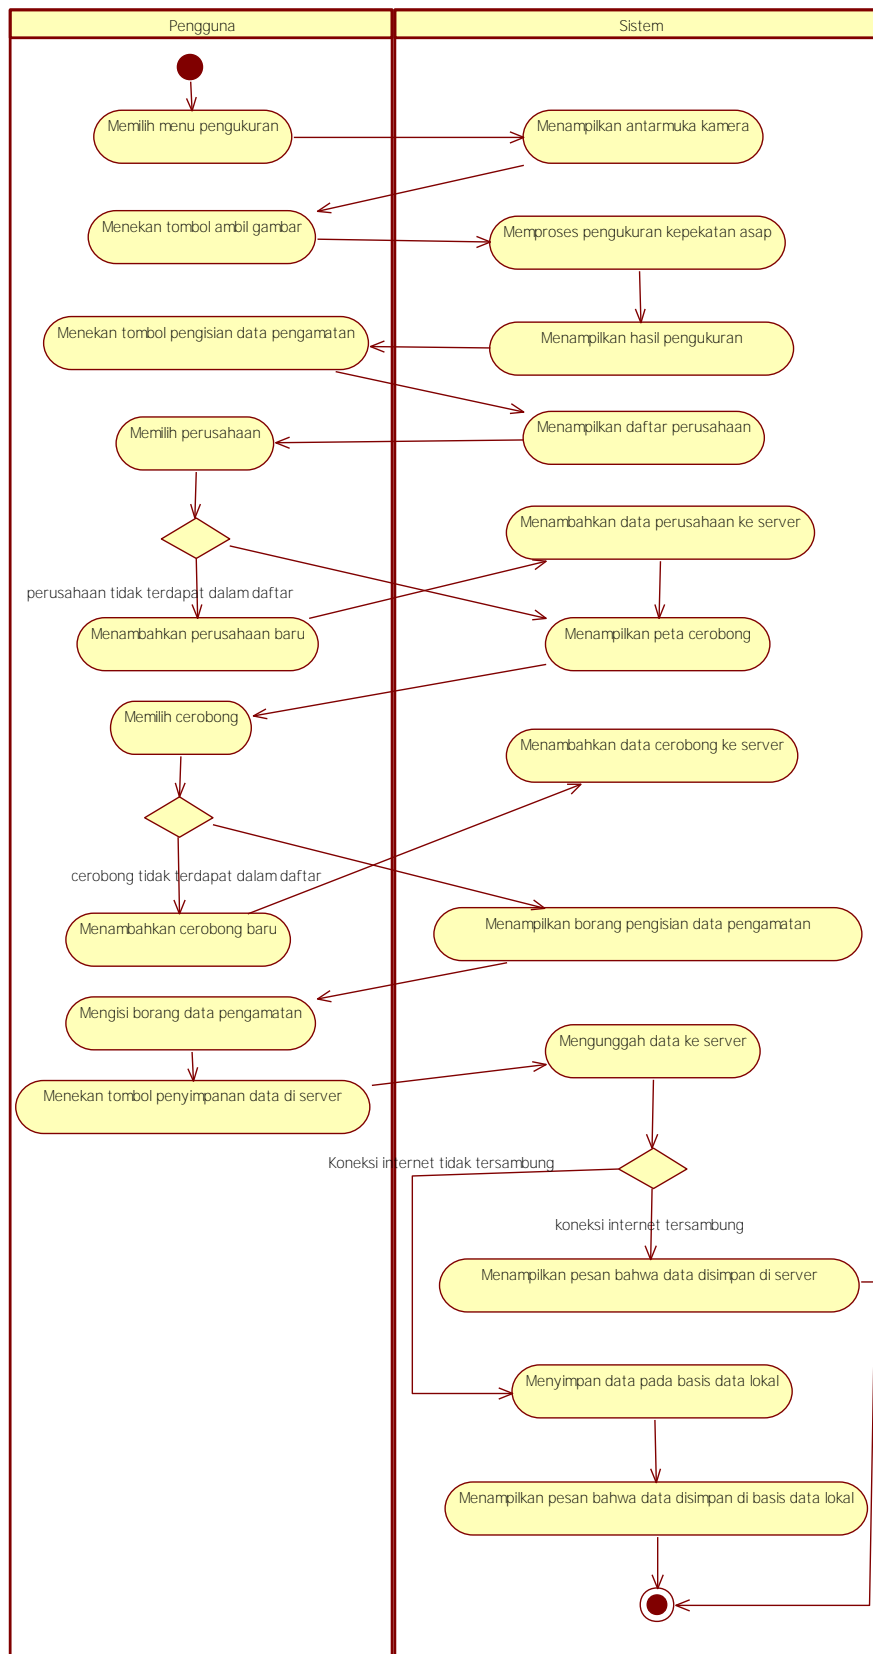 Pengguna
Sistem
Memilih menu pengukuran
Menampilkan antarmuka kamera
Menekan tombol ambil gambar
Memproses pengukuran kepekatan asap
Menekan tombol pengisian data pengamatan
Menampilkan hasil pengukuran
Memilih perusahaan
Menampilkan daftar perusahaan
Menambahkan data perusahaan ke server
perusahaan tidak terdapat dalam daftar
Menambahkan perusahaan baru
Menampilkan peta cerobong
Memilih cerobong
Menambahkan data cerobong ke server
cerobong tidak terdapat dalam daftar
Menambahkan cerobong baru
Menampilkan borang pengisian data pengamatan
Mengisi borang data pengamatan
Mengunggah data ke server
Menekan tombol penyimpanan data di server
Koneksi internet tidak tersambung
koneksi internet tersambung
Menampilkan pesan bahwa data disimpan di server
Menyimpan data pada basis data lokal
Menampilkan pesan bahwa data disimpan di basis data lokal